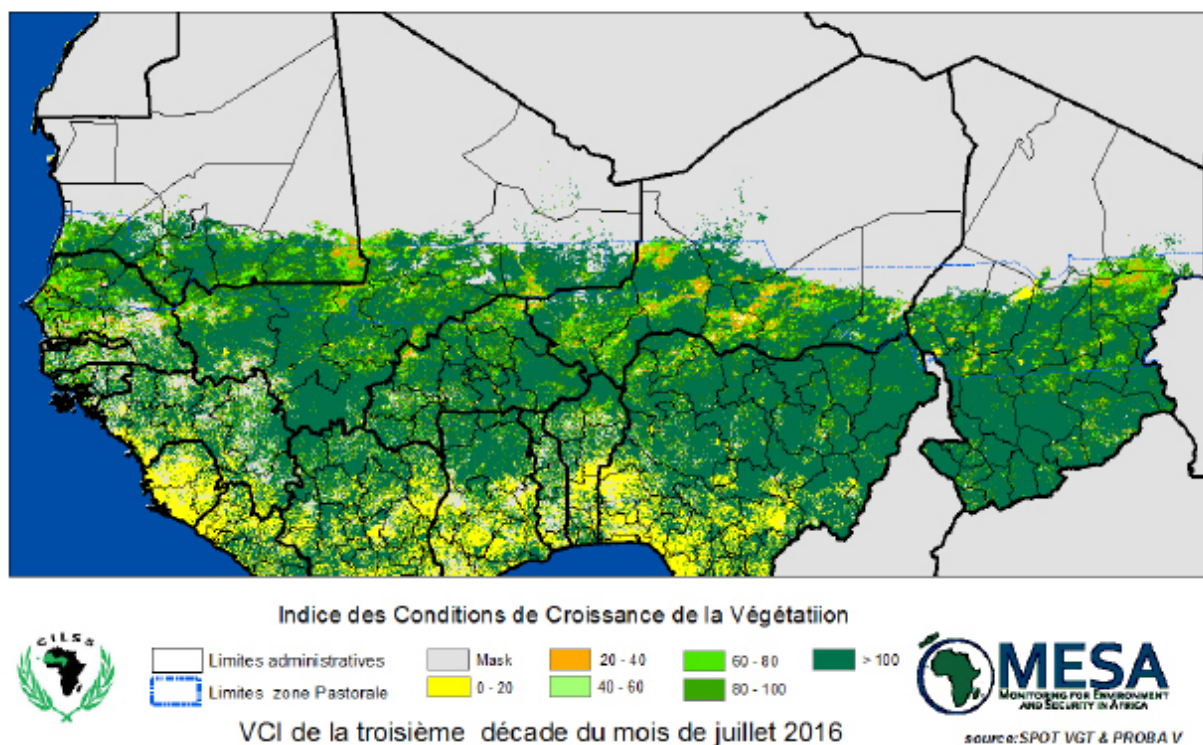 Indice des Conditions de Croissance de la Végétatiion
CILSS
Limites administratives
Limites zone Pastorale
Mask
0 - 20
20 - 40
40 - 60
60 - 80
80 - 100
> 100
MESA
MONITORING FOR ENVIRONMENT
AND SECURITY IN AFRICA
VCI de la troisième décade du mois de juillet 2016
source:SPOT VGT & PROBA V